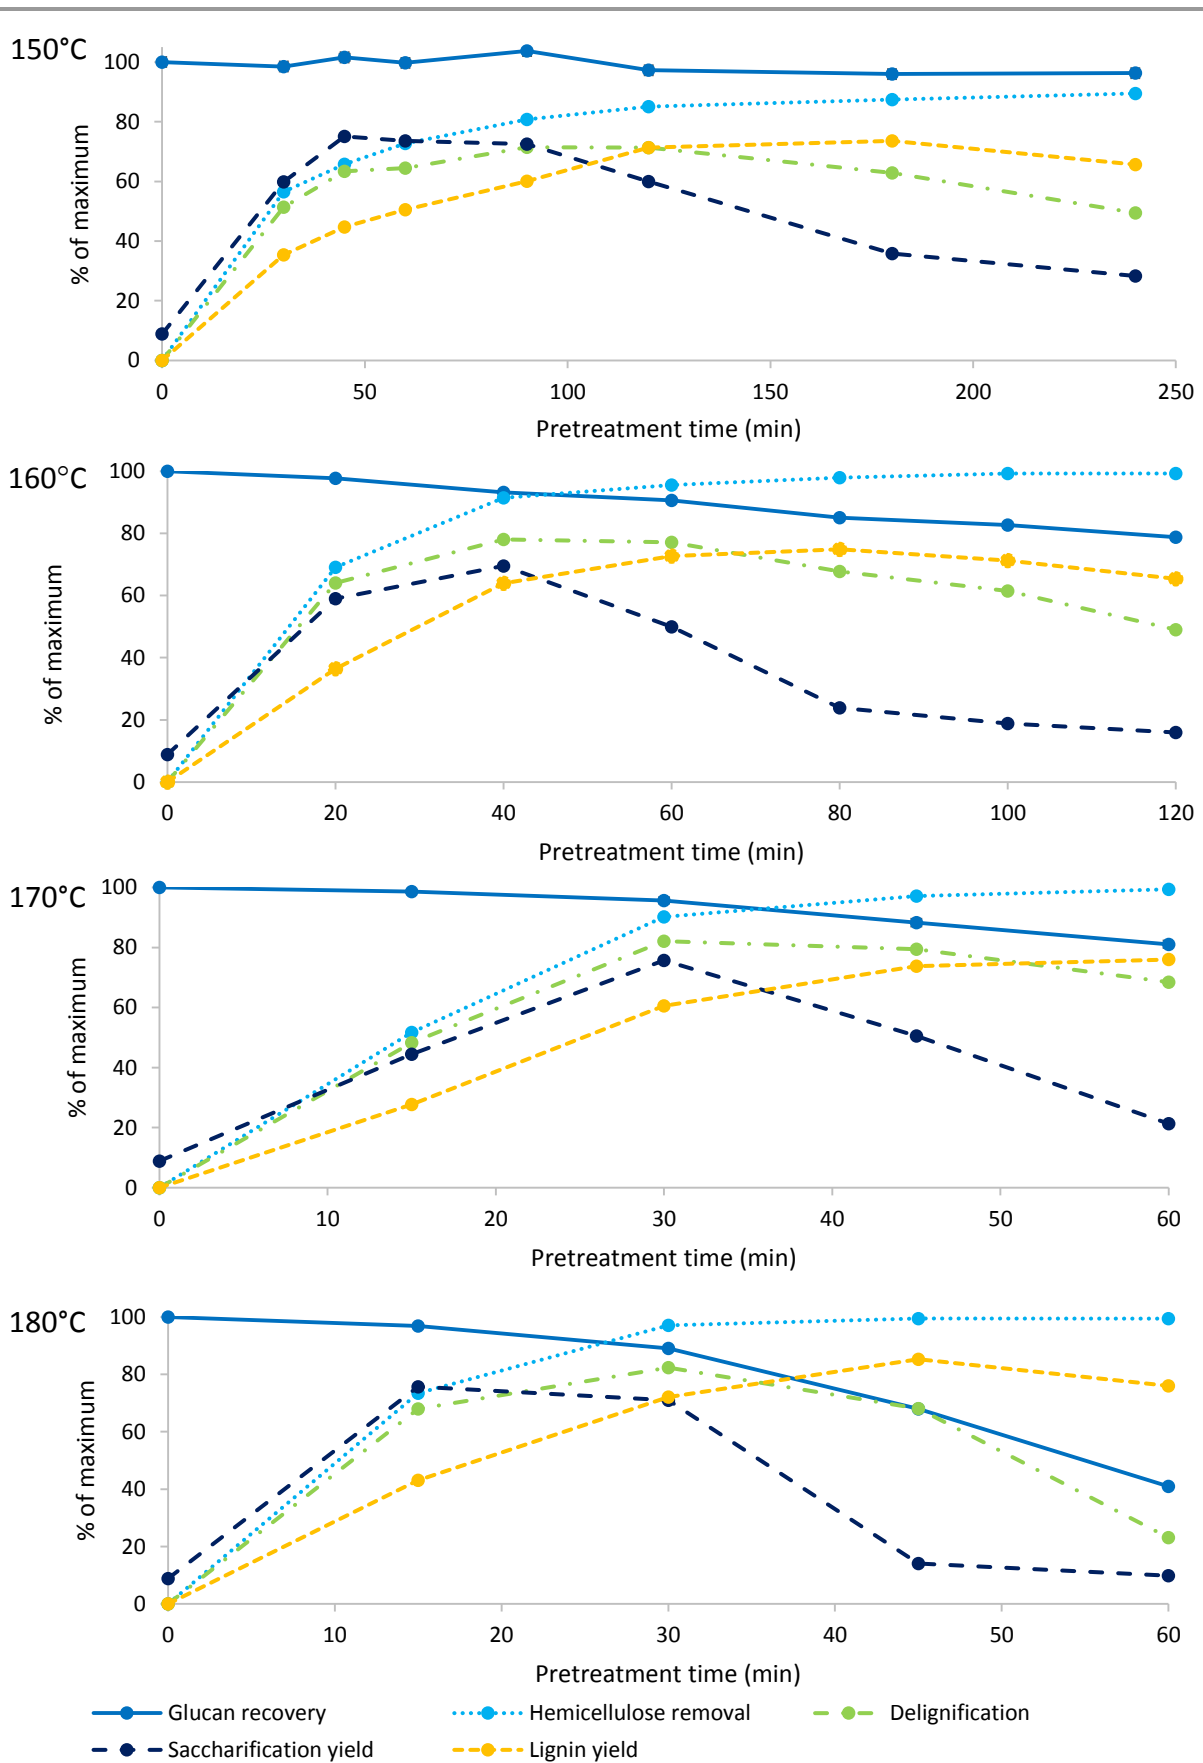 150°C
100
80
60
40
20
0
% of maximum
0 50 100 150 200 250
Pretreatment time (min)
160°C
100
80
60
40
20
0
% of maximum
0 20 40 60 80 100 120
Pretreatment time (min)
170°C
100
80
60
40
20
0
% of maximum
0 10 20 30 40 50 60
Pretreatment time (min)
180°C
100
80
60
40
20
0
% of maximum
0 10 20 30 40 50 60
Pretreatment time (min)
Glucan recovery Hemicellulose removal Delignification
Saccharification yield Lignin yield